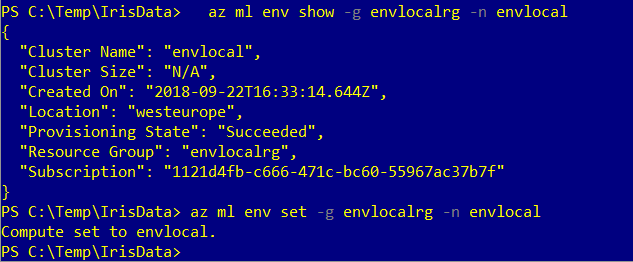 PS C:\Temp\IrisData>   az ml env show -g envlocalrg -n envlocal
{
  "Cluster Name": "envlocal",
  "Cluster Size": "N/A",
  "Created On": "2018-09-22T16:33:14.644Z",
  "Location": "westeurope",
  "Provisioning State": "Succeeded",
  "Resource Group": "envlocalrg",
  "Subscription": "1121d4fb-c666-471c-bc60-55967ac37b7f"
}
PS C:\Temp\IrisData> az ml env set -g envlocalrg -n envlocal
Compute set to envlocal.
PS C:\Temp\IrisData>